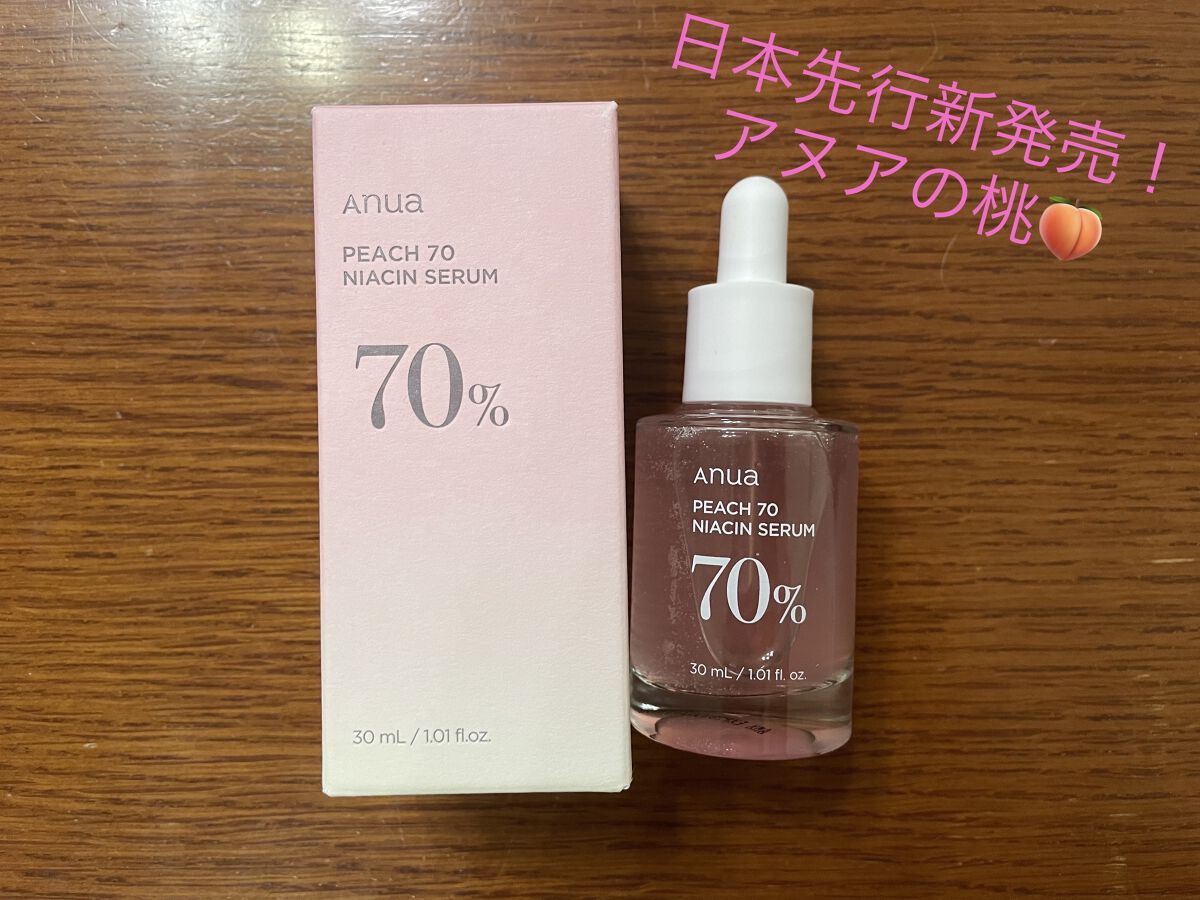 日本先行新発売！
アヌアの桃🍑
Anua
PEACH 70
NIACIN SERUM
70%
30 mL / 1.01 fl.oz.
Anua
PEACH 70
NIACIN SERUM
70%
30 mL / 1.01 fl. oz.